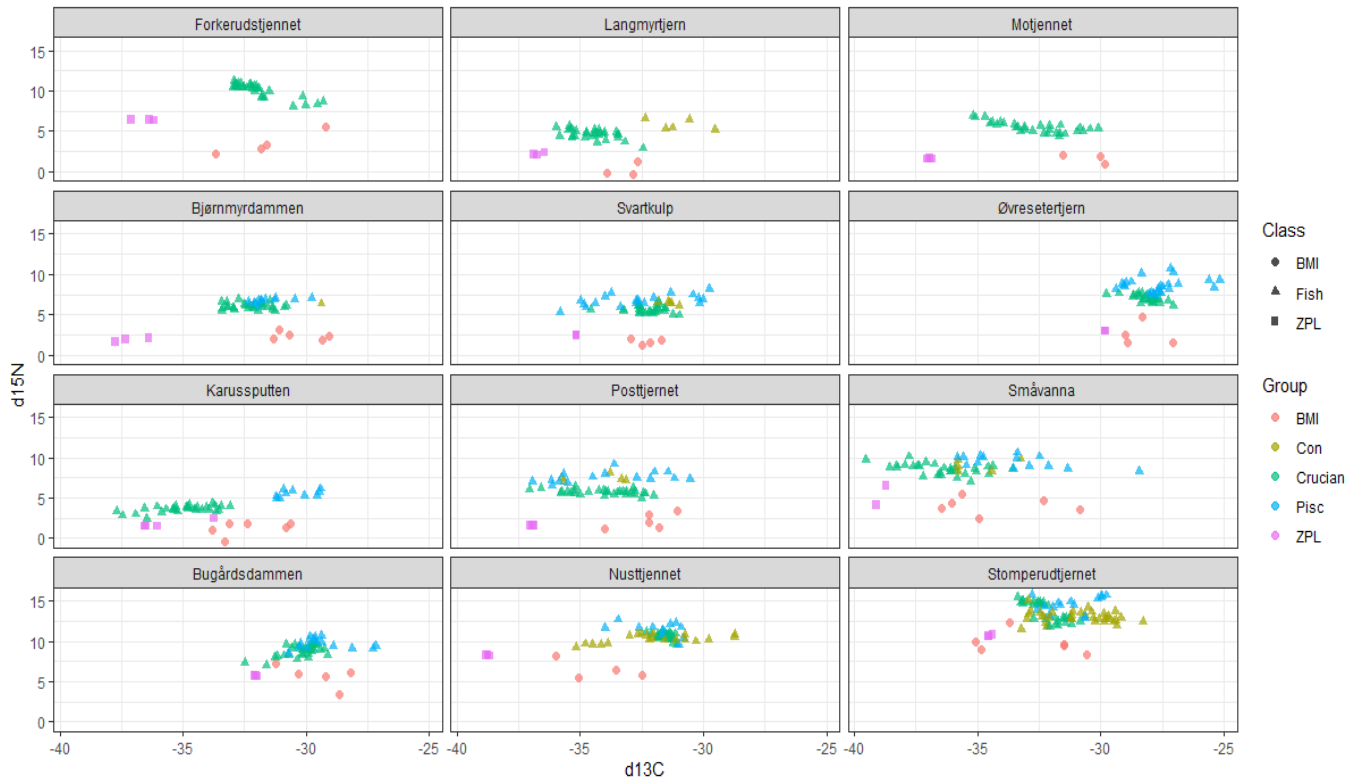 Forkerudstjennet
Langmyrtjern
Motjennet
15
10
5
0
Bjørnmyrdammen
Svartkulp
Øvresetertjern
15
10
5
0
Karussputten
Posttjernet
Småvanna
15
10
5
0
Bugårdsdammen
Nusttjennet
Stomperudtjernet
15
10
5
0
-40
-35
-30
-25
-40
-35
-30
-25
-40
-35
-30
-25
d13C
d15N
Class
BMI
Fish
ZPL
Group
BMI
Con
Crucian
Pisc
ZPL